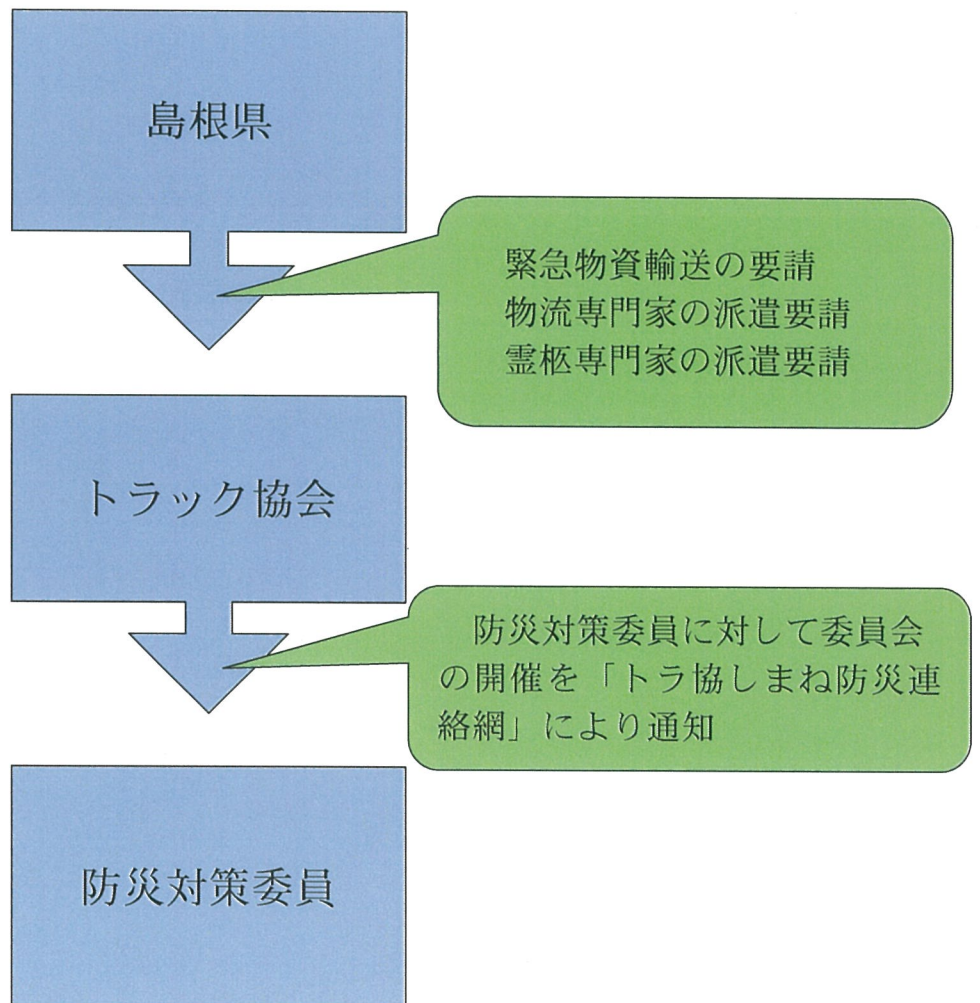 島根県
緊急物資輸送の要請
物流専門家の派遣要請
霊柩専門家の派遣要請
トラック協会
防災対策委員に対して委員会
の開催を「トラ協しまね防災連
絡網」により通知
防災対策委員